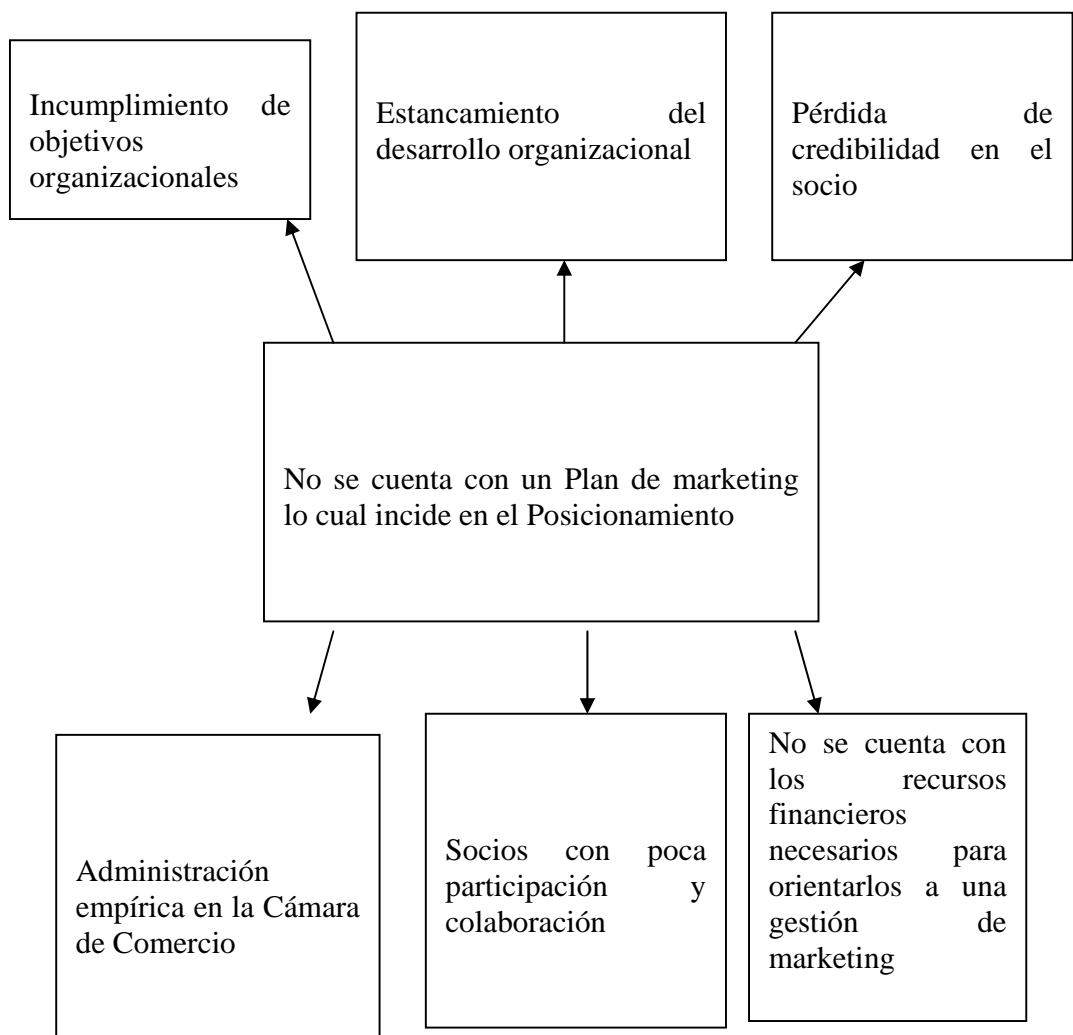 Incumplimiento de
objetivos
organizacionales
Estancamiento del
desarrollo organizacional
Pérdida de
credibilidad en el
socio
No se cuenta con un Plan de marketing
lo cual incide en el Posicionamiento
Administración
empírica en la Cámara
de Comercio
Socios con poca
participación y
colaboración
No se cuenta con
los recursos
financieros
necesarios para
orientarlos a una
gestión de
marketing